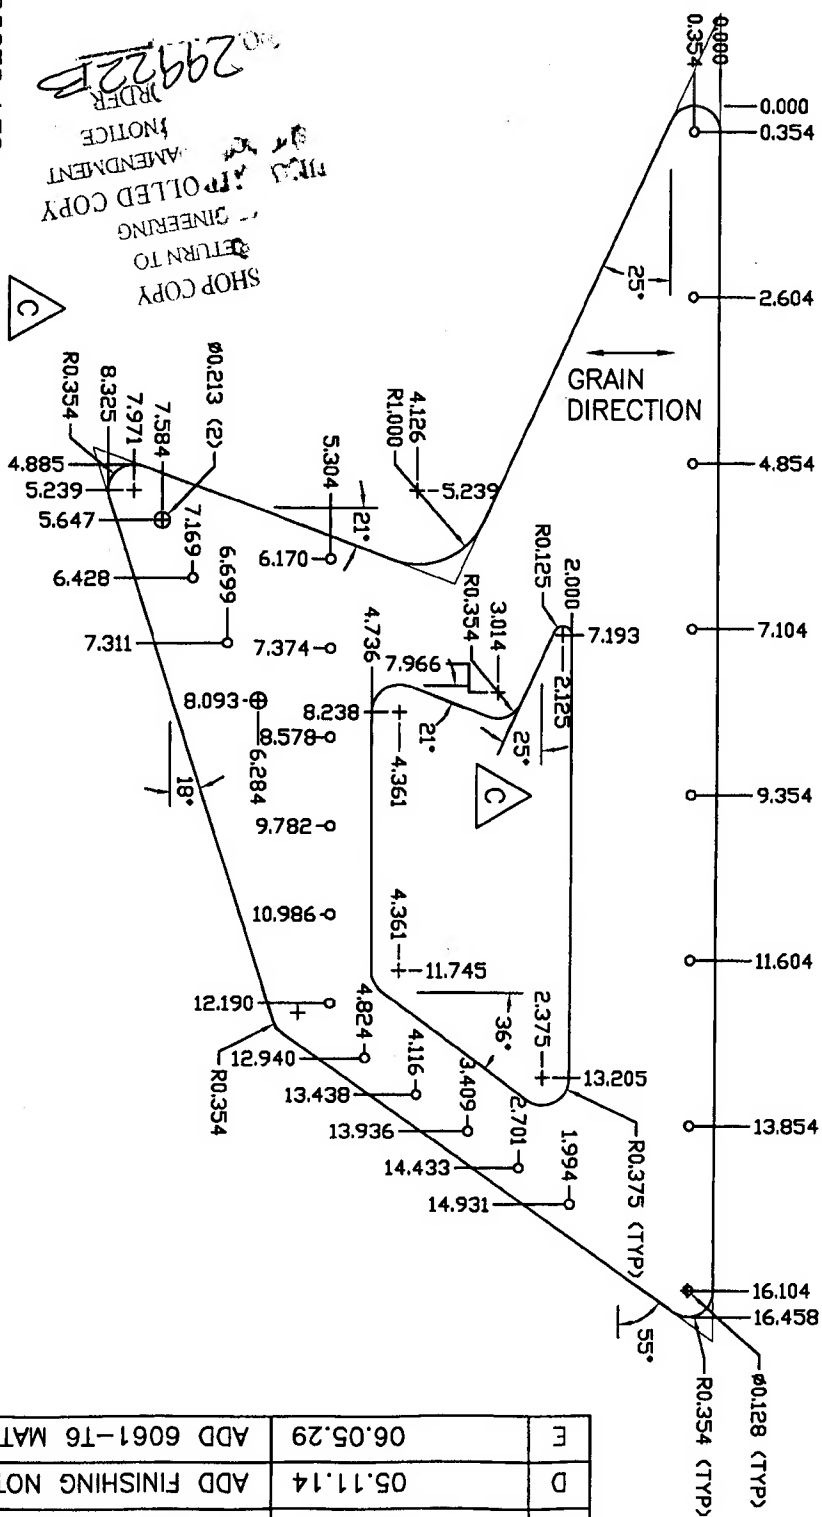 0.000
0.354
0.000
0.354
2.604
4.854
7.104
9.354
11.604
13.854
16.104
16.458
Ø0.128 (TYP)
R0.354 (TYP)
25°
GRAIN
DIRECTION
4.126
R1.000
5.239
5.304
21°
6.170
Ø0.213 (2)
7.584
7.971
8.325
R0.354
4.885
5.239
5.647
7.169
6.428
6.699
7.311
7.374
8.093
6.284
8.578
18°
9.782
10.986
12.190
R0.354
2.000
R0.125
7.193
2.125
3.014
R0.354
7.966
4.736
8.238
4.361
21°
25°
C
4.361
11.745
2.375
13.205
36°
R0.375 (TYP)
4.824
12.940
4.116
13.438
3.409
13.936
2.701
14.433
1.994
14.931
55°
C
SHOP COPY
RETURN TO
GINEERING
OLLED COPY
AMENDMENT
NOTICE
RDER
NO. 29922B
E 06.05.29 ADD 6061-T6 MAT
D 05.11.14 ADD FINISHING NOT